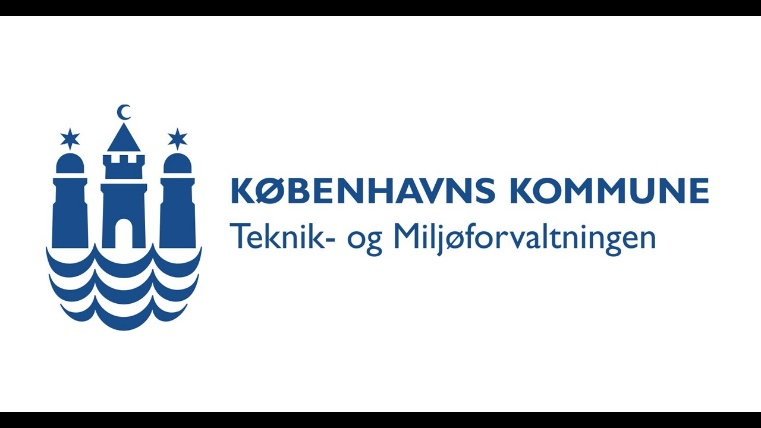 KØBENHAVNS KOMMUNE
Teknik- og Miljøforvaltningen